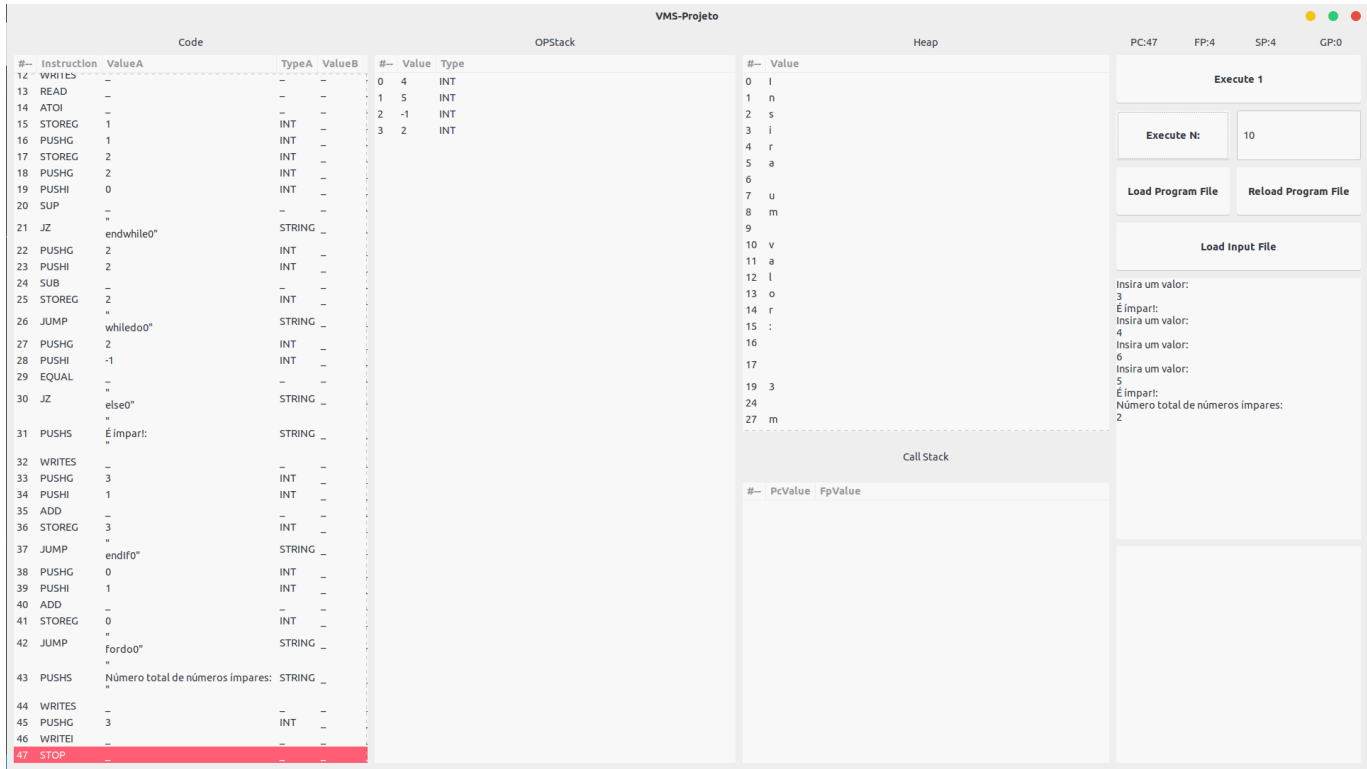 VMS-Projeto
Code
OPStack
Heap
PC:47 FP:4 SP:4 GP:0
#-- Instruction ValueA TypeA ValueB
12 WRITES _ _ _
13 READ _ _ _
14 ATOI _ _ _
15 STOREG 1 INT _
16 PUSHG 1 INT _
17 STOREG 2 INT _
18 PUSHG 2 INT _
19 PUSHI 0 INT _
20 SUP _ _ _
21 JZ "
endwhile0" STRING _
22 PUSHG 2 INT _
23 PUSHI 2 INT _
24 SUB _ _ _
25 STOREG 2 INT _
26 JUMP "
whiledo0" STRING _
27 PUSHG 2 INT _
28 PUSHI -1 INT _
29 EQUAL _ _ _
30 JZ "
else0" STRING _
"
31 PUSHS É ímpar!: STRING _
"
32 WRITES _ _ _
33 PUSHG 3 INT _
34 PUSHI 1 INT _
35 ADD _ _ _
36 STOREG 3 INT _
37 JUMP "
endIf0" STRING _
38 PUSHG 0 INT _
39 PUSHI 1 INT _
40 ADD _ _ _
41 STOREG 0 INT _
42 JUMP "
fordo0" STRING _
"
43 PUSHS Número total de números ímpares: STRING _
"
44 WRITES _ _ _
45 PUSHG 3 INT _
46 WRITEI _ _ _
47 STOP _ _ _
#-- Value Type
0 4 INT
1 5 INT
2 -1 INT
3 2 INT
#-- Value
0 I
1 n
2 s
3 i
4 r
5 a
6
7 u
8 m
9
10 v
11 a
12 l
13 o
14 r
15 :
16
17
19 3
24
27 m
Call Stack
#-- PcValue FpValue
Execute 1
Execute N: 10
Load Program File Reload Program File
Load Input File
Insira um valor:
3
É ímpar!:
Insira um valor:
4
Insira um valor:
6
Insira um valor:
5
É ímpar!:
Número total de números ímpares:
2